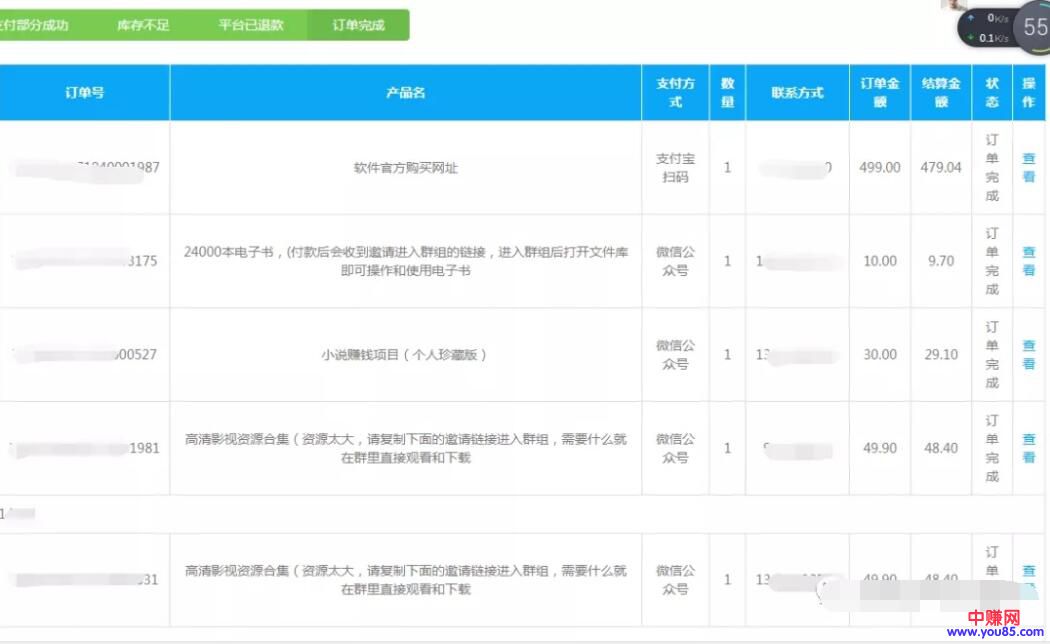 支付部分成功 库存不足 平台已退款 订单完成
0K/s
0.1K/s
55
订单号 产品名 支付方式 数量 联系方式 订单金额 结算金额 状态 操作
1987 软件官方购买网址 支付宝扫码 1 0 499.00 479.04 订单完成 查看
3175 24000本电子书，(付款后会收到邀请进入群组的链接，进入群组后打开文件库
即可操作和使用电子书 微信公众号 1 1 10.00 9.70 订单完成 查看
00527 小说赚钱项目（个人珍藏版） 微信公众号 1 13 30.00 29.10 订单完成 查看
1981 高清影视资源合集（资源太大，请复制下面的邀请链接进入群组，需要什么就
在群里直接观看和下载 微信公众号 1 49.90 48.40 订单完成 查看
1
931 高清影视资源合集（资源太大，请复制下面的邀请链接进入群组，需要什么就
在群里直接观看和下载 微信公众号 1 13 49.90 48.40 订单 查
中赚网
www.you85.com